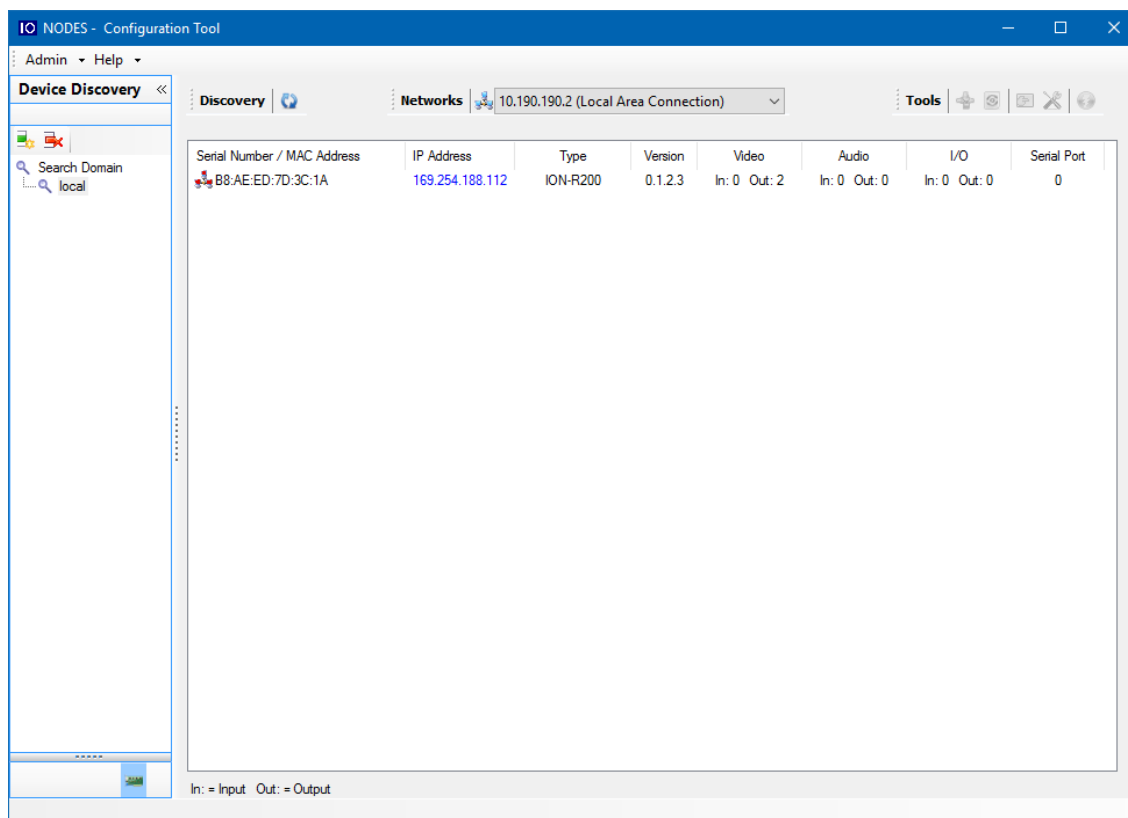 IO NODES - Configuration Tool
Admin Help
Device Discovery
Discovery Networks 10.190.190.2 (Local Area Connection) Tools
Search Domain
local
Serial Number / MAC Address IP Address Type Version Video Audio I/O Serial Port
B8:AE:ED:7D:3C:1A 169.254.188.112 ION-R200 0.1.2.3 In: 0 Out: 2 In: 0 Out: 0 In: 0 Out: 0 0
In: = Input Out: = Output